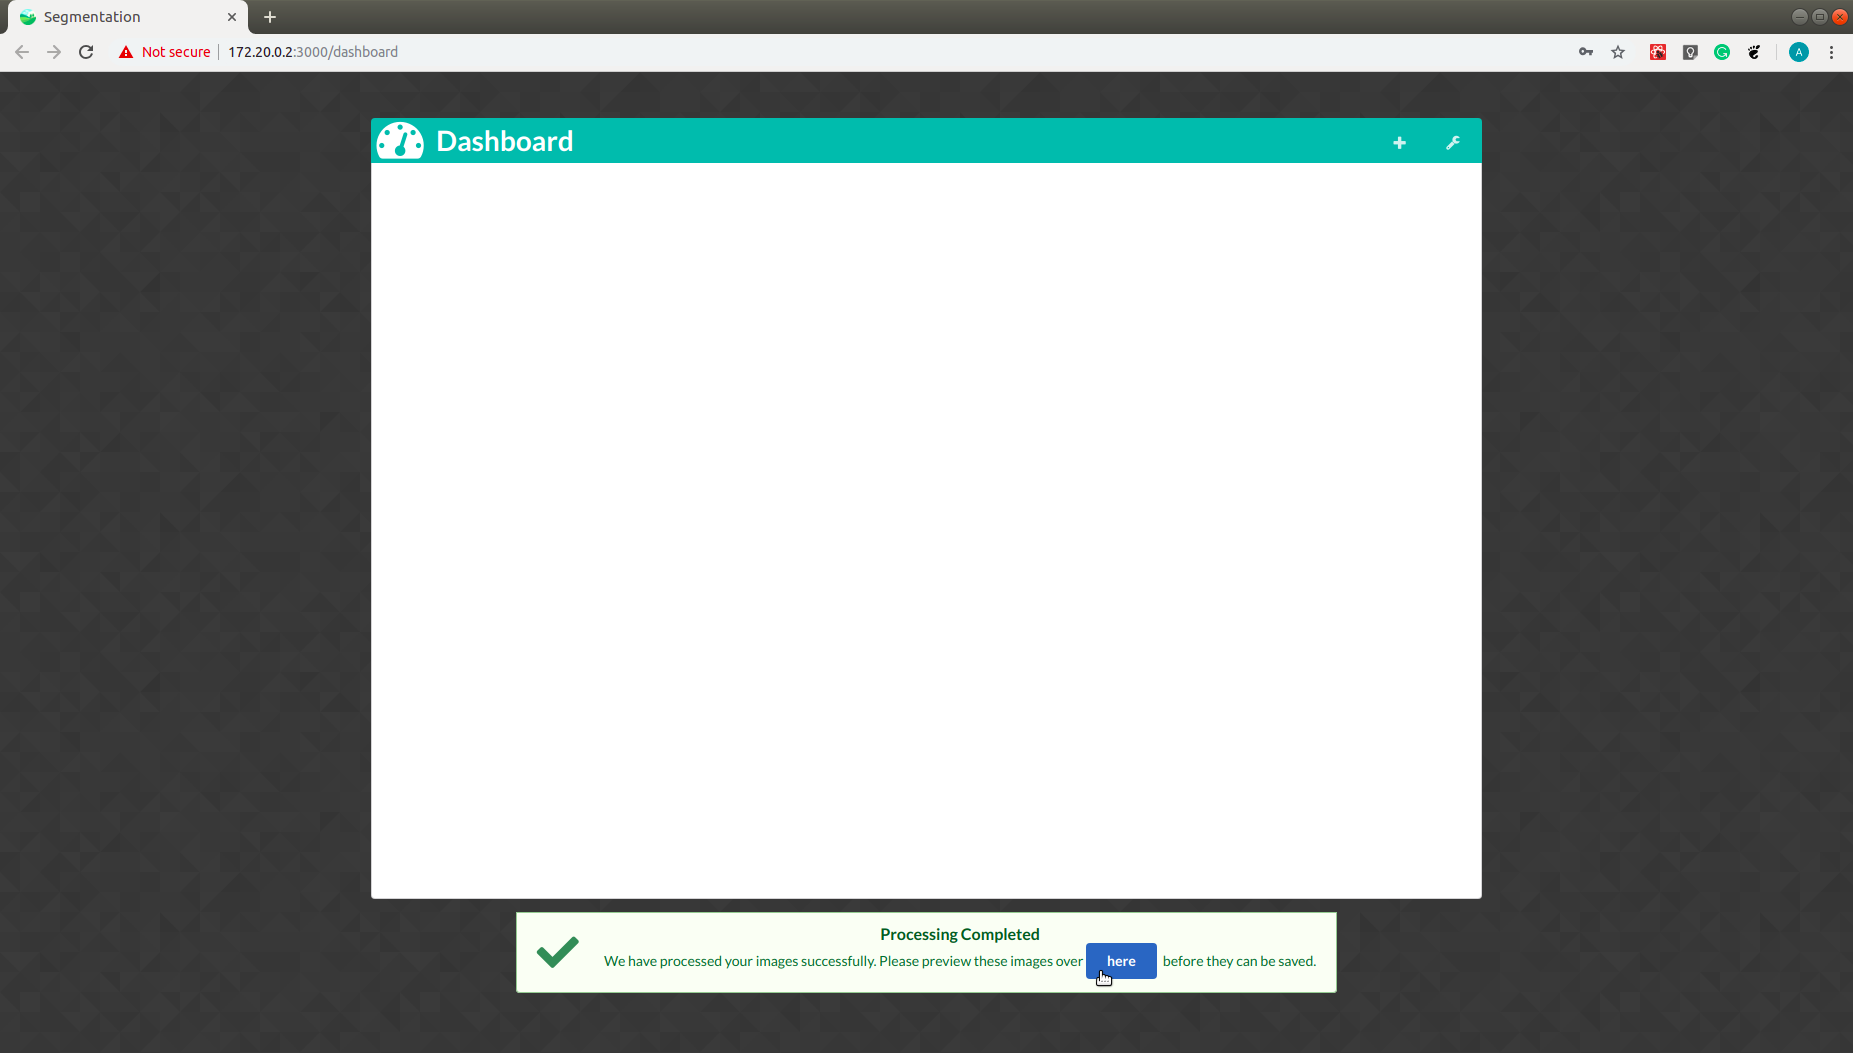 Segmentation
Not secure 172.20.0.2:3000/dashboard
A
Dashboard
Processing Completed
We have processed your images successfully. Please preview these images over here before they can be saved.